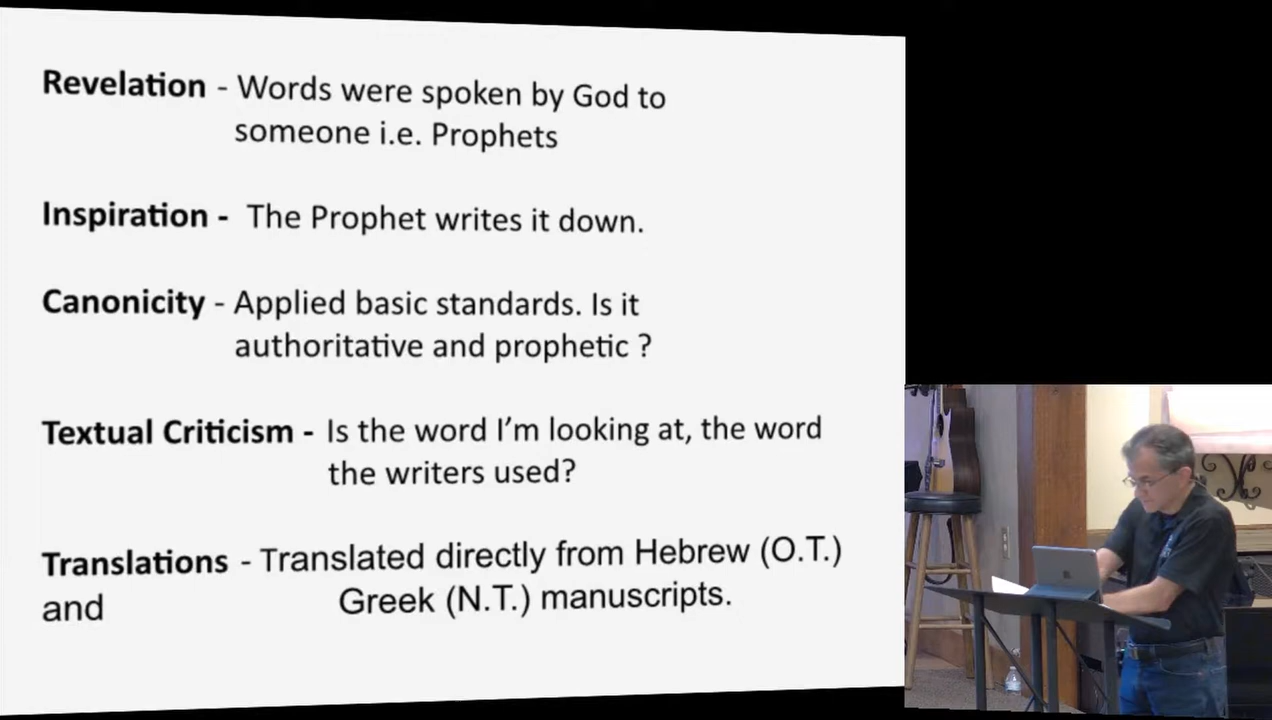 Revelation - Words were spoken by God to
someone i.e. Prophets
Inspiration - The Prophet writes it down.
Canonicity - Applied basic standards. Is it
authoritative and prophetic ?
Textual Criticism - Is the word I’m looking at, the word
the writers used?
Translations - Translated directly from Hebrew (O.T.)
and Greek (N.T.) manuscripts.